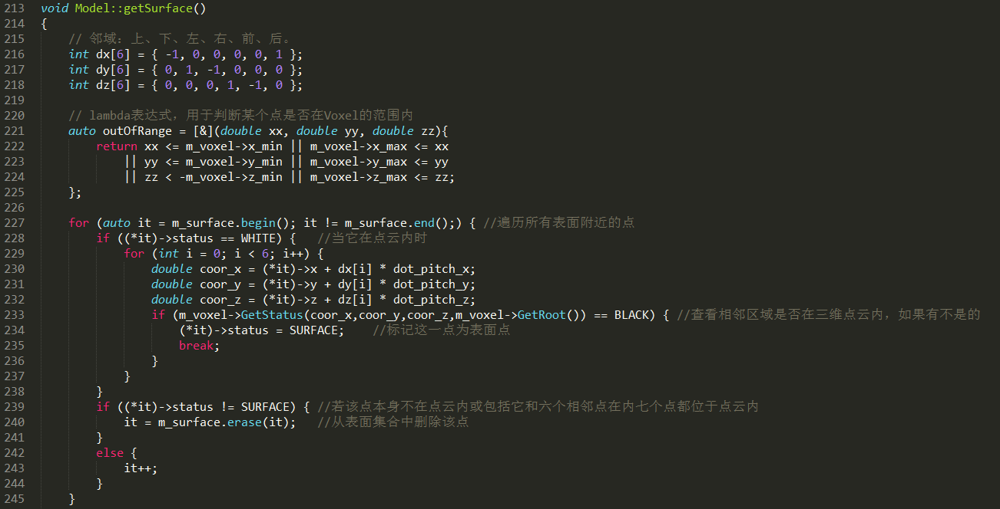 213 void Model::getSurface()
214 {
215     // 邻域：上、下、左、右、前、后。
216     int dx[6] = { -1, 0, 0, 0, 0, 1 };
217     int dy[6] = { 0, 1, -1, 0, 0, 0 };
218     int dz[6] = { 0, 0, 0, 1, -1, 0 };
219
220     // lambda表达式，用于判断某个点是否在Voxel的范围内
221     auto outOfRange = [&](double xx, double yy, double zz){
222         return xx <= m_voxel->x_min || m_voxel->x_max <= xx
223             || yy <= m_voxel->y_min || m_voxel->y_max <= yy
224             || zz < -m_voxel->z_min || m_voxel->z_max <= zz;
225     };
226
227     for (auto it = m_surface.begin(); it != m_surface.end();) { //遍历所有表面附近的点
228         if ((*it)->status == WHITE) {   //当它在点云内时
229             for (int i = 0; i < 6; i++) {
230                 double coor_x = (*it)->x + dx[i] * dot_pitch_x;
231                 double coor_y = (*it)->y + dy[i] * dot_pitch_y;
232                 double coor_z = (*it)->z + dz[i] * dot_pitch_z;
233                 if (m_voxel->GetStatus(coor_x,coor_y,coor_z,m_voxel->GetRoot()) == BLACK) { //查看相邻区域是否在三维点云内，如果有不是的
234                     (*it)->status = SURFACE;    //标记这一点为表面点
235                     break;
236                 }
237             }
238         }
239         if ((*it)->status != SURFACE) { //若该点本身不在点云内或包括它和六个相邻点在内七个点都位于点云内
240             it = m_surface.erase(it);   //从表面集合中删除该点
241         }
242         else {
243             it++;
244         }
245     }